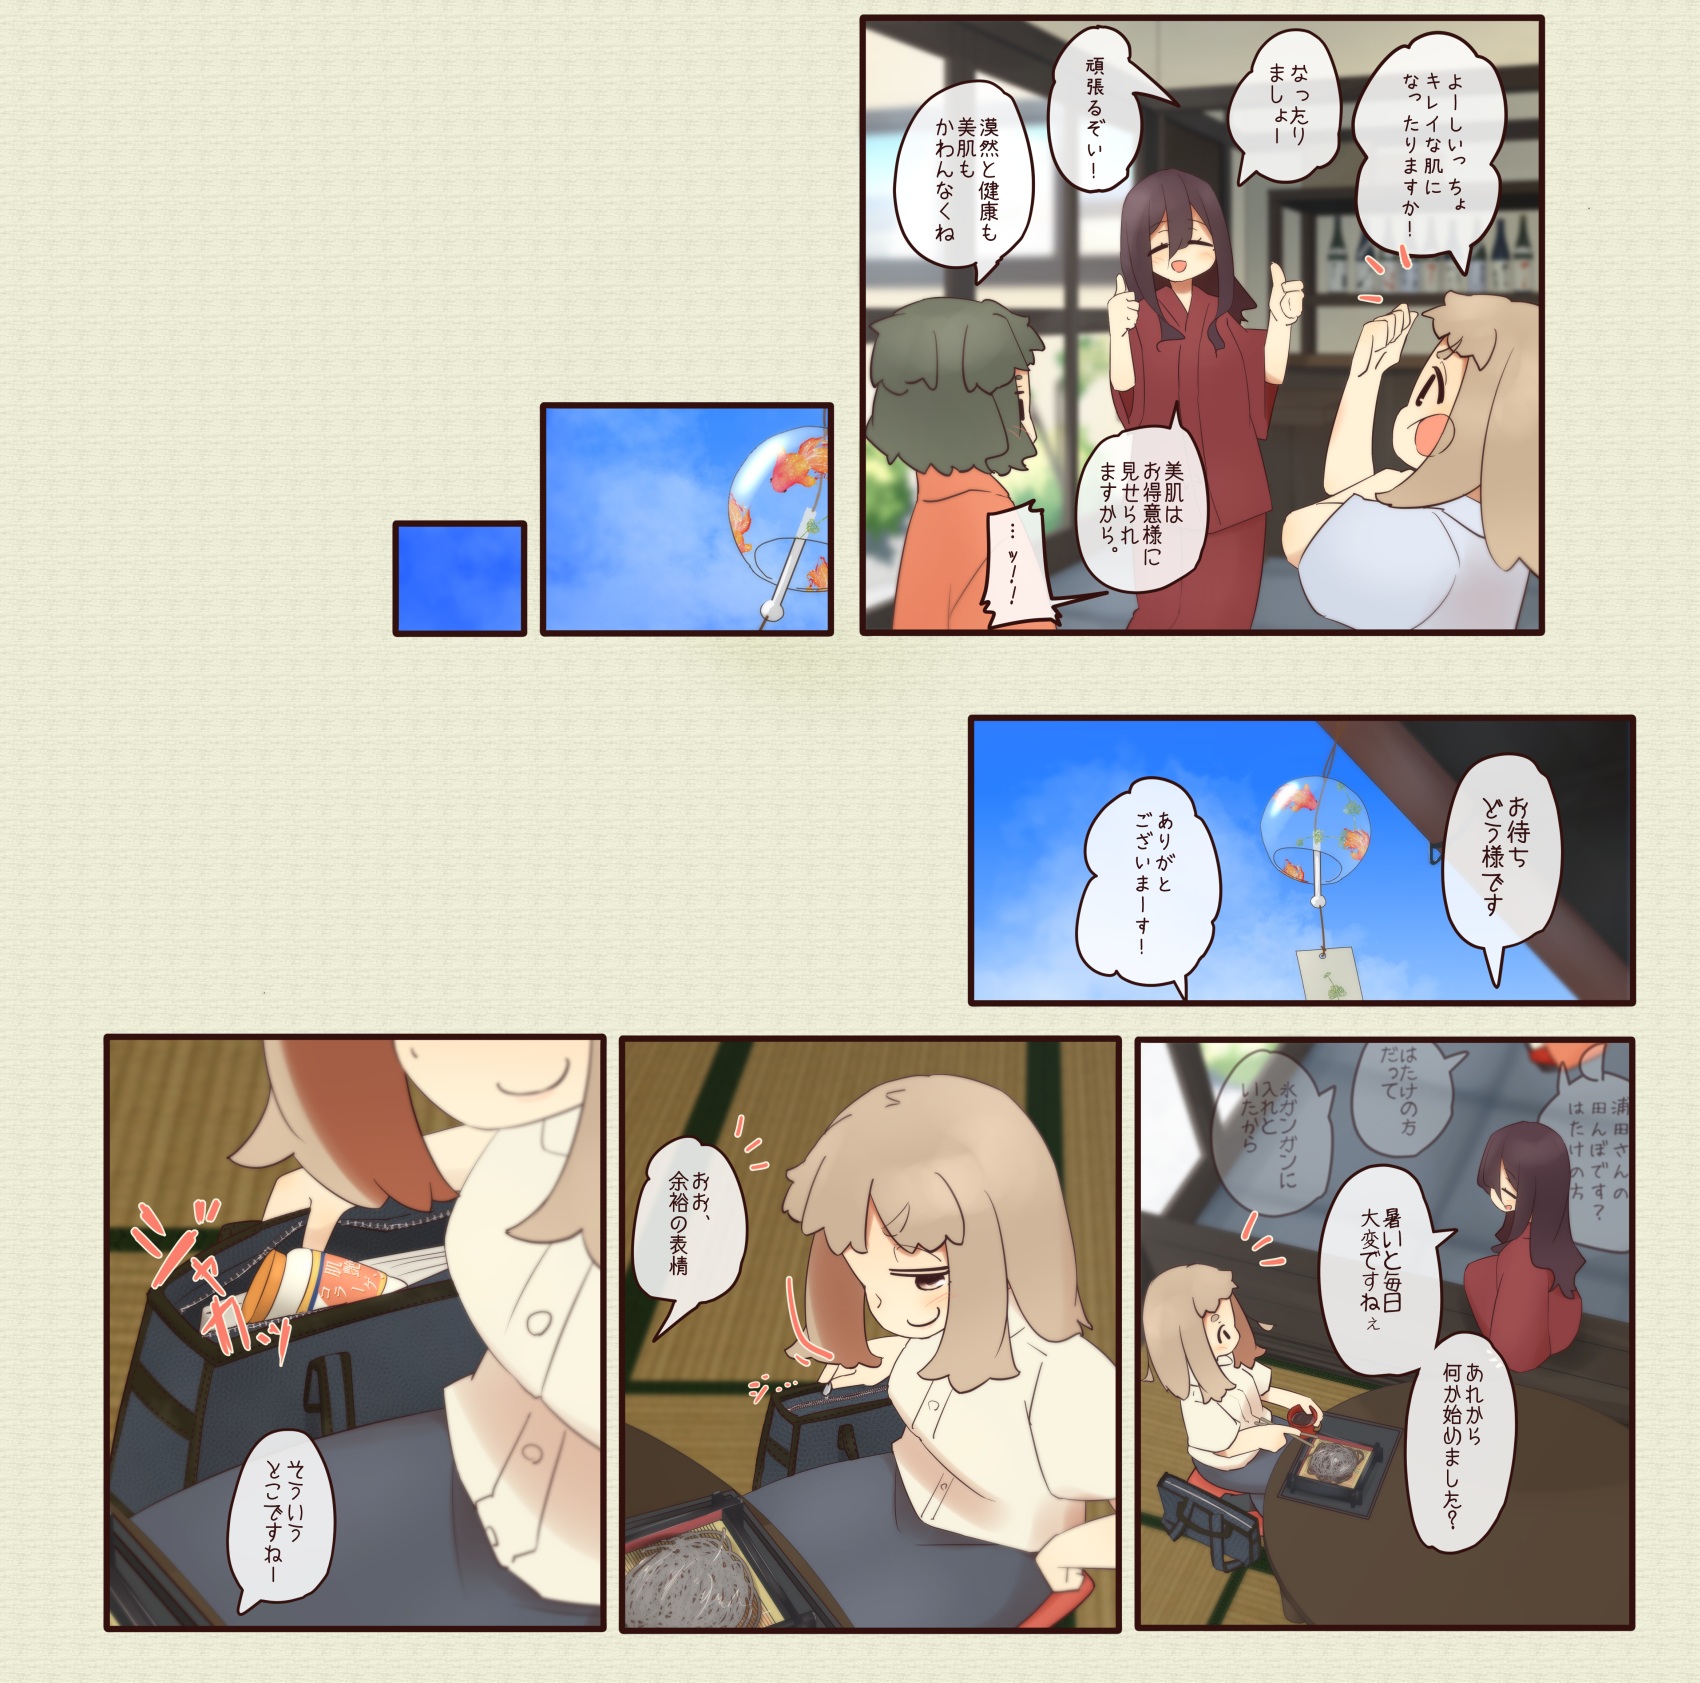 よーしいっちょ
キレイな肌に
なったりますか！
なったり
ましょー
頑張るぞい！
漠然と健康も
美肌も
かわんなくね
美肌は
お得意様に
見せられ
ますから。
…ッ！！
お待ち
どう様です
ありがと
ございまーす！
浦田さんの
田んぼです？
はたけの方
はたけの方
だって
氷ガンガンに
入れと
いたから
暑いと毎日
大変ですねぇ
あれから
何か始めました？
おお、
余裕の表情
ジャカッ
肌艶
コラーゲン
そういう
とこですねー